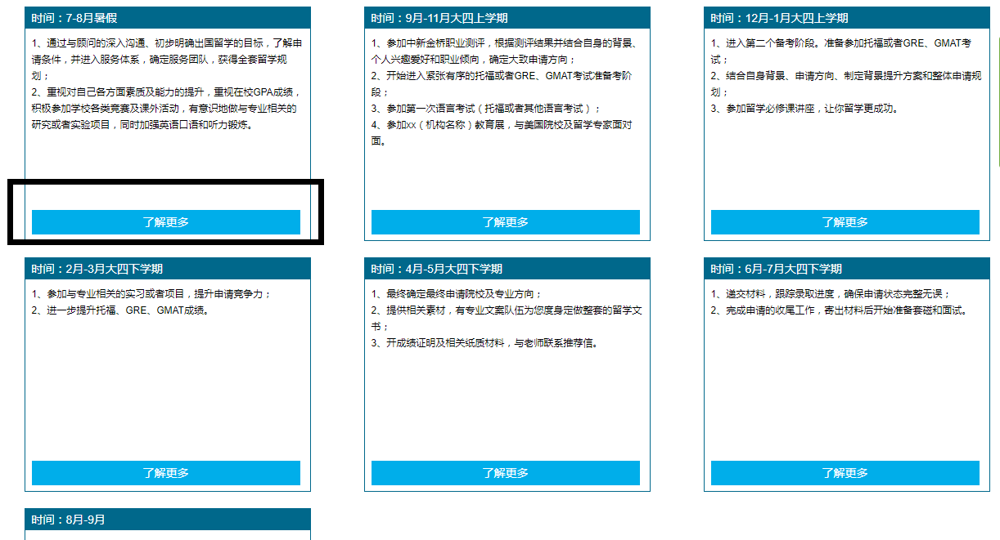 时间：7-8月暑假
1、通过与顾问的深入沟通、初步明确出国留学的目标，了解申
请条件，并进入服务体系，确定服务团队，获得全套留学规
划；
2、重视对自己各方面素质及能力的提升，重视在校GPA成绩，
积极参加学校各类竞赛及课外活动，有意识地做与专业相关的
研究或者实验项目，同时加强英语口语和听力锻炼。
了解更多
时间：9月-11月大四上学期
1、参加中新金桥职业测评，根据测评结果并结合自身的背景、
个人兴趣爱好和职业倾向，确定大致申请方向；
2、开始进入紧张有序的托福或者GRE、GMAT考试准备考阶
段；
3、参加第一次语言考试（托福或者其他语言考试）；
4、参加xx（机构名称）教育展，与美国院校及留学专家面对
面。
了解更多
时间：12月-1月大四上学期
1、进入第二个备考阶段。准备参加托福或者GRE、GMAT考
试；
2、结合自身背景、申请方向、制定背景提升方案和整体申请规
划；
3、参加留学必修课讲座，让你留学更成功。
了解更多
时间：2月-3月大四下学期
1、参加与专业相关的实习或者项目，提升申请竞争力；
2、进一步提升托福、GRE、GMAT成绩。
了解更多
时间：4月-5月大四下学期
1、最终确定最终申请院校及专业方向；
2、提供相关素材，有专业文案队伍为您度身定做整套的留学文
书；
3、开成绩证明及相关纸质材料，与老师联系推荐信。
了解更多
时间：6月-7月大四下学期
1、递交材料，跟踪录取进度，确保申请状态完整无误；
2、完成申请的收尾工作，寄出材料后开始准备套磁和面试。
了解更多
时间：8月-9月